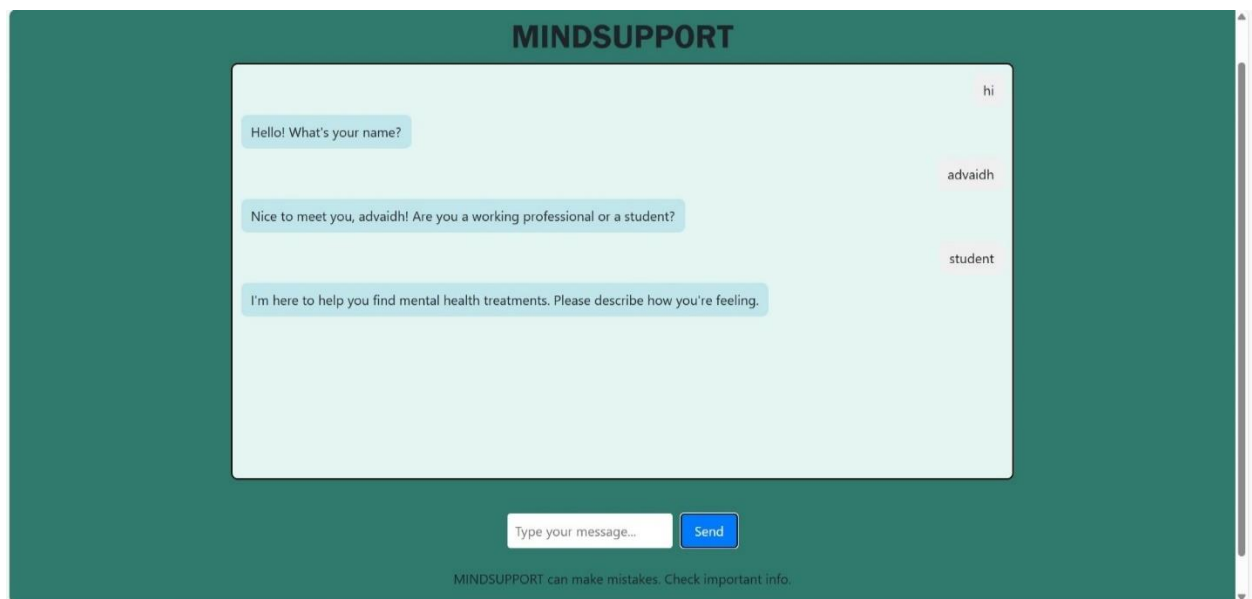 MINDSUPPORT
hi
Hello! What's your name?
advaidh
Nice to meet you, advaidh! Are you a working professional or a student?
student
I'm here to help you find mental health treatments. Please describe how you're feeling.
Type your message...
Send
MINDSUPPORT can make mistakes. Check important info.